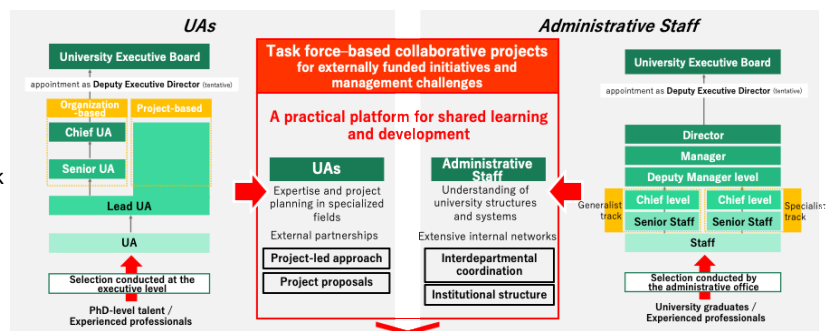 UAs
University Executive Board
appointment as Deputy Executive Director (tentative)
Organization
-based
Project-based
Chief UA
Senior UA
Lead UA
UA
Selection conducted at the
executive level
PhD-level talent /
Experienced professionals
Task force–based collaborative projects
for externally funded initiatives and
management challenges
A practical platform for shared learning
and development
UAs
Expertise and project
planning in specialized
fields
External partnerships
Project-led approach
Project proposals
Administrative
Staff
Understanding of
university structures
and systems
Extensive internal networks
Interdepartmental
coordination
Institutional structure
Administrative Staff
University Executive Board
appointment as Deputy Executive Director (tentative)
Director
Manager
Deputy Manager level
Generalist
track
Chief level
Senior Staff
Chief level
Senior Staff
Specialist
track
Staff
Selection conducted by
the administrative office
University graduates /
Experienced professionals